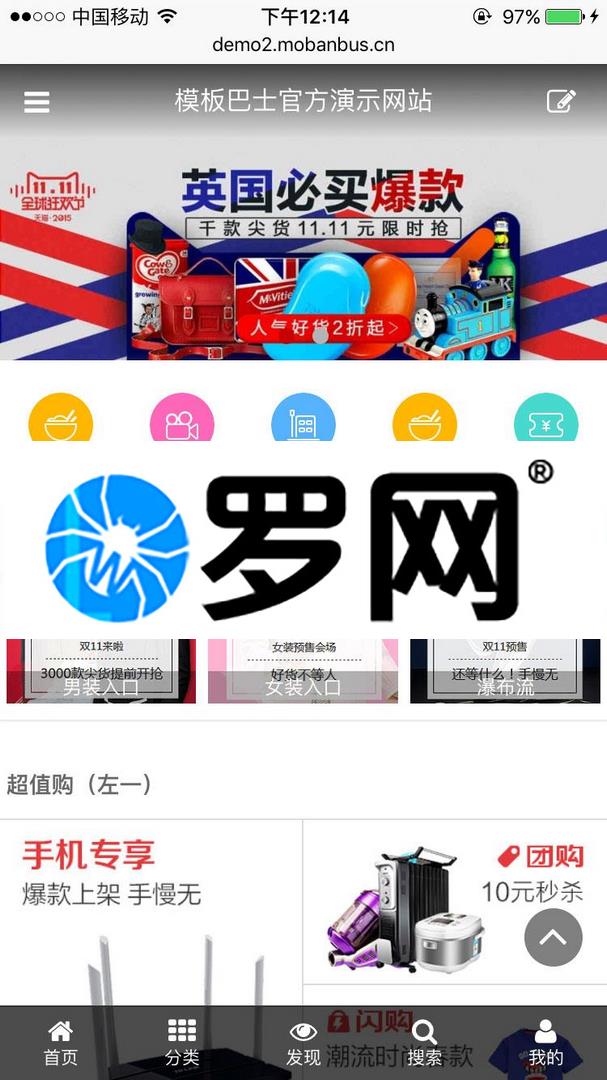 中国移动 下午12:14 97%
demo2.mobanbus.cn
模板巴士官方演示网站
11.11
全球狂欢节
天猫·2015
英国必买爆款
千款尖货11.11元限时抢
Cow&
Gate
growing
McVitie
人气好货2折起>
罗网®
双11来啦
3000款尖货提前开抢
男装入口
女装预售会场
好货不等人
女装入口
双11预售
还等什么!手慢无
瀑布流
超值购（左一）
手机专享
爆款上架 手慢无
团购
10元秒杀
闪购
潮流时尚春款
首页 分类 发现 搜索 我的